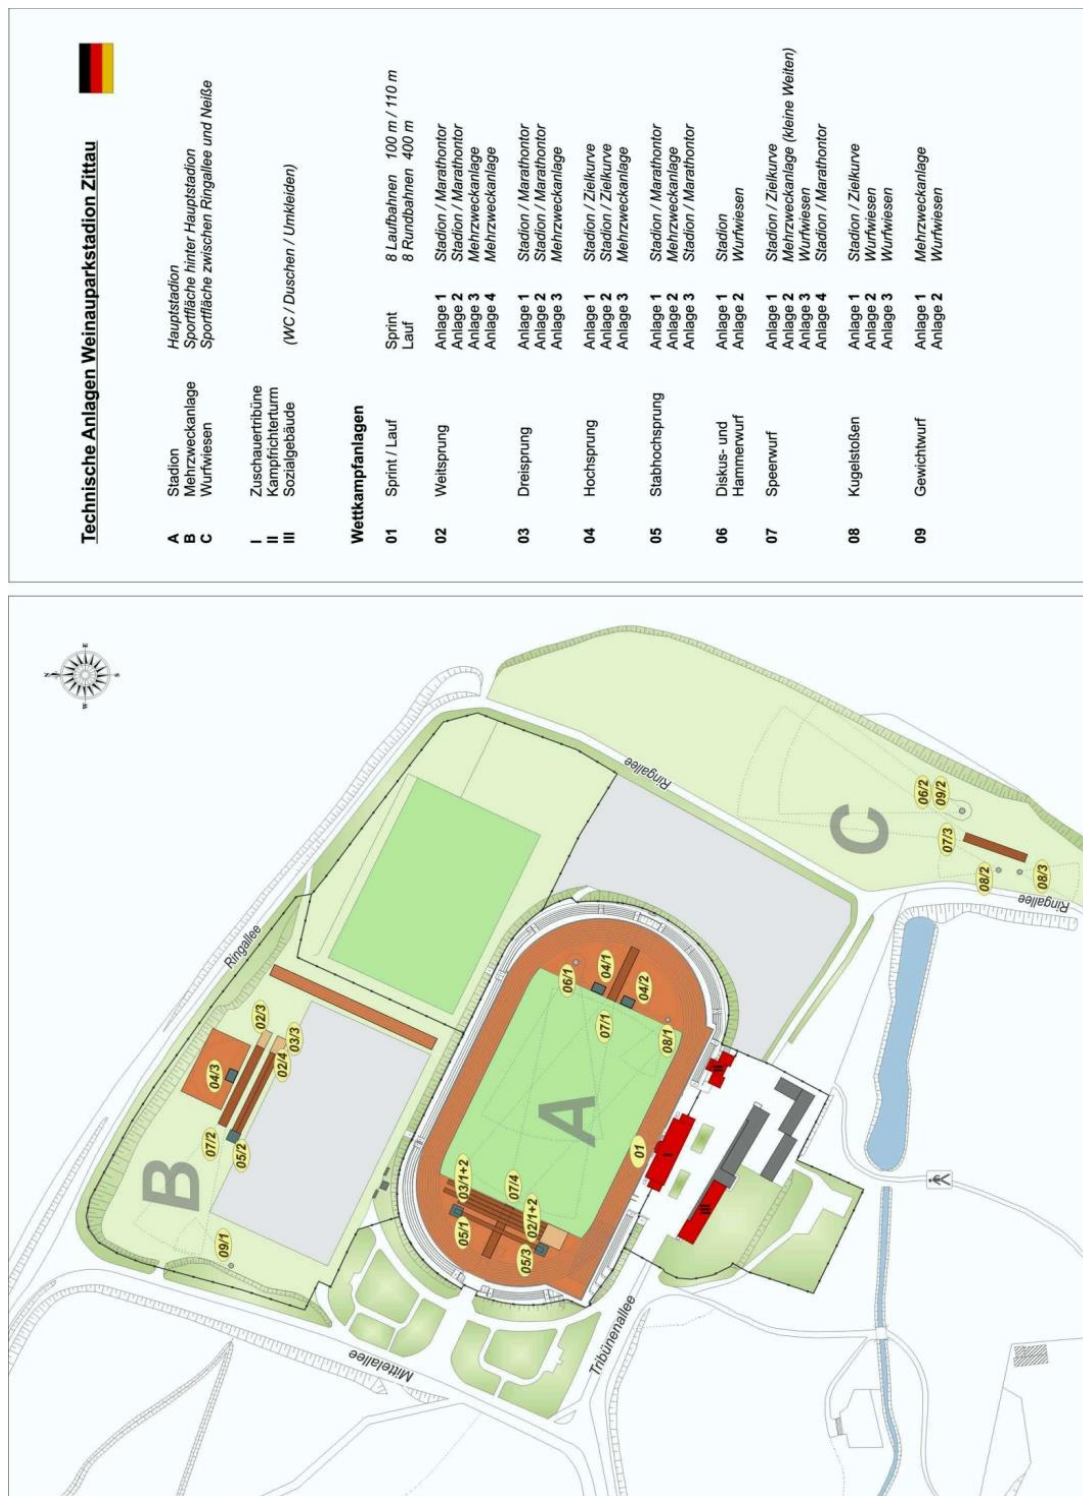 Technische Anlagen Weinauparkstadion Zittau
A Stadion Hauptstadion
B Mehrzweckanlage Sportfläche hinter Hauptstadion
C Wurfwiesen Sportfläche zwischen Ringallee und Neiße
I Zuschauertribüne
II Kampfrichterturm
III Sozialgebäude (WC / Duschen / Umkleiden)
Wettkampfanlagen
01 Sprint / Lauf Sprint 8 Laufbahnen 100 m / 110 m
Lauf 8 Rundbahnen 400 m
02 Weitsprung Anlage 1 Stadion / Marathontor
Anlage 2 Stadion / Marathontor
Anlage 3 Mehrzweckanlage
Anlage 4 Mehrzweckanlage
03 Dreisprung Anlage 1 Stadion / Marathontor
Anlage 2 Stadion / Marathontor
Anlage 3 Mehrzweckanlage
04 Hochsprung Anlage 1 Stadion / Zielkurve
Anlage 2 Stadion / Zielkurve
Anlage 3 Mehrzweckanlage
05 Stabhochsprung Anlage 1 Stadion / Marathontor
Anlage 2 Mehrzweckanlage
Anlage 3 Stadion / Marathontor
06 Diskus- und Anlage 1 Stadion
Hammerwurf Anlage 2 Wurfwiesen
07 Speerwurf Anlage 1 Stadion / Zielkurve
Anlage 2 Mehrzweckanlage (kleine Weiten)
Anlage 3 Wurfwiesen
Anlage 4 Stadion / Marathontor
08 Kugelstoßen Anlage 1 Stadion / Zielkurve
Anlage 2 Wurfwiesen
Anlage 3 Wurfwiesen
09 Gewichtwurf Anlage 1 Mehrzweckanlage
Anlage 2 Wurfwiesen
N
E
S
W
Ringallee
B
09/1
07/2
05/2
04/3
02/3
02/4
03/3
Mittelallee
A
05/1
03/1+2
07/4
02/1+2
05/3
01
06/1
04/1
07/1
04/2
08/1
Tribünenallee
I
II
III
Ringallee
C
06/2
09/2
07/3
08/2
08/3
Ringallee